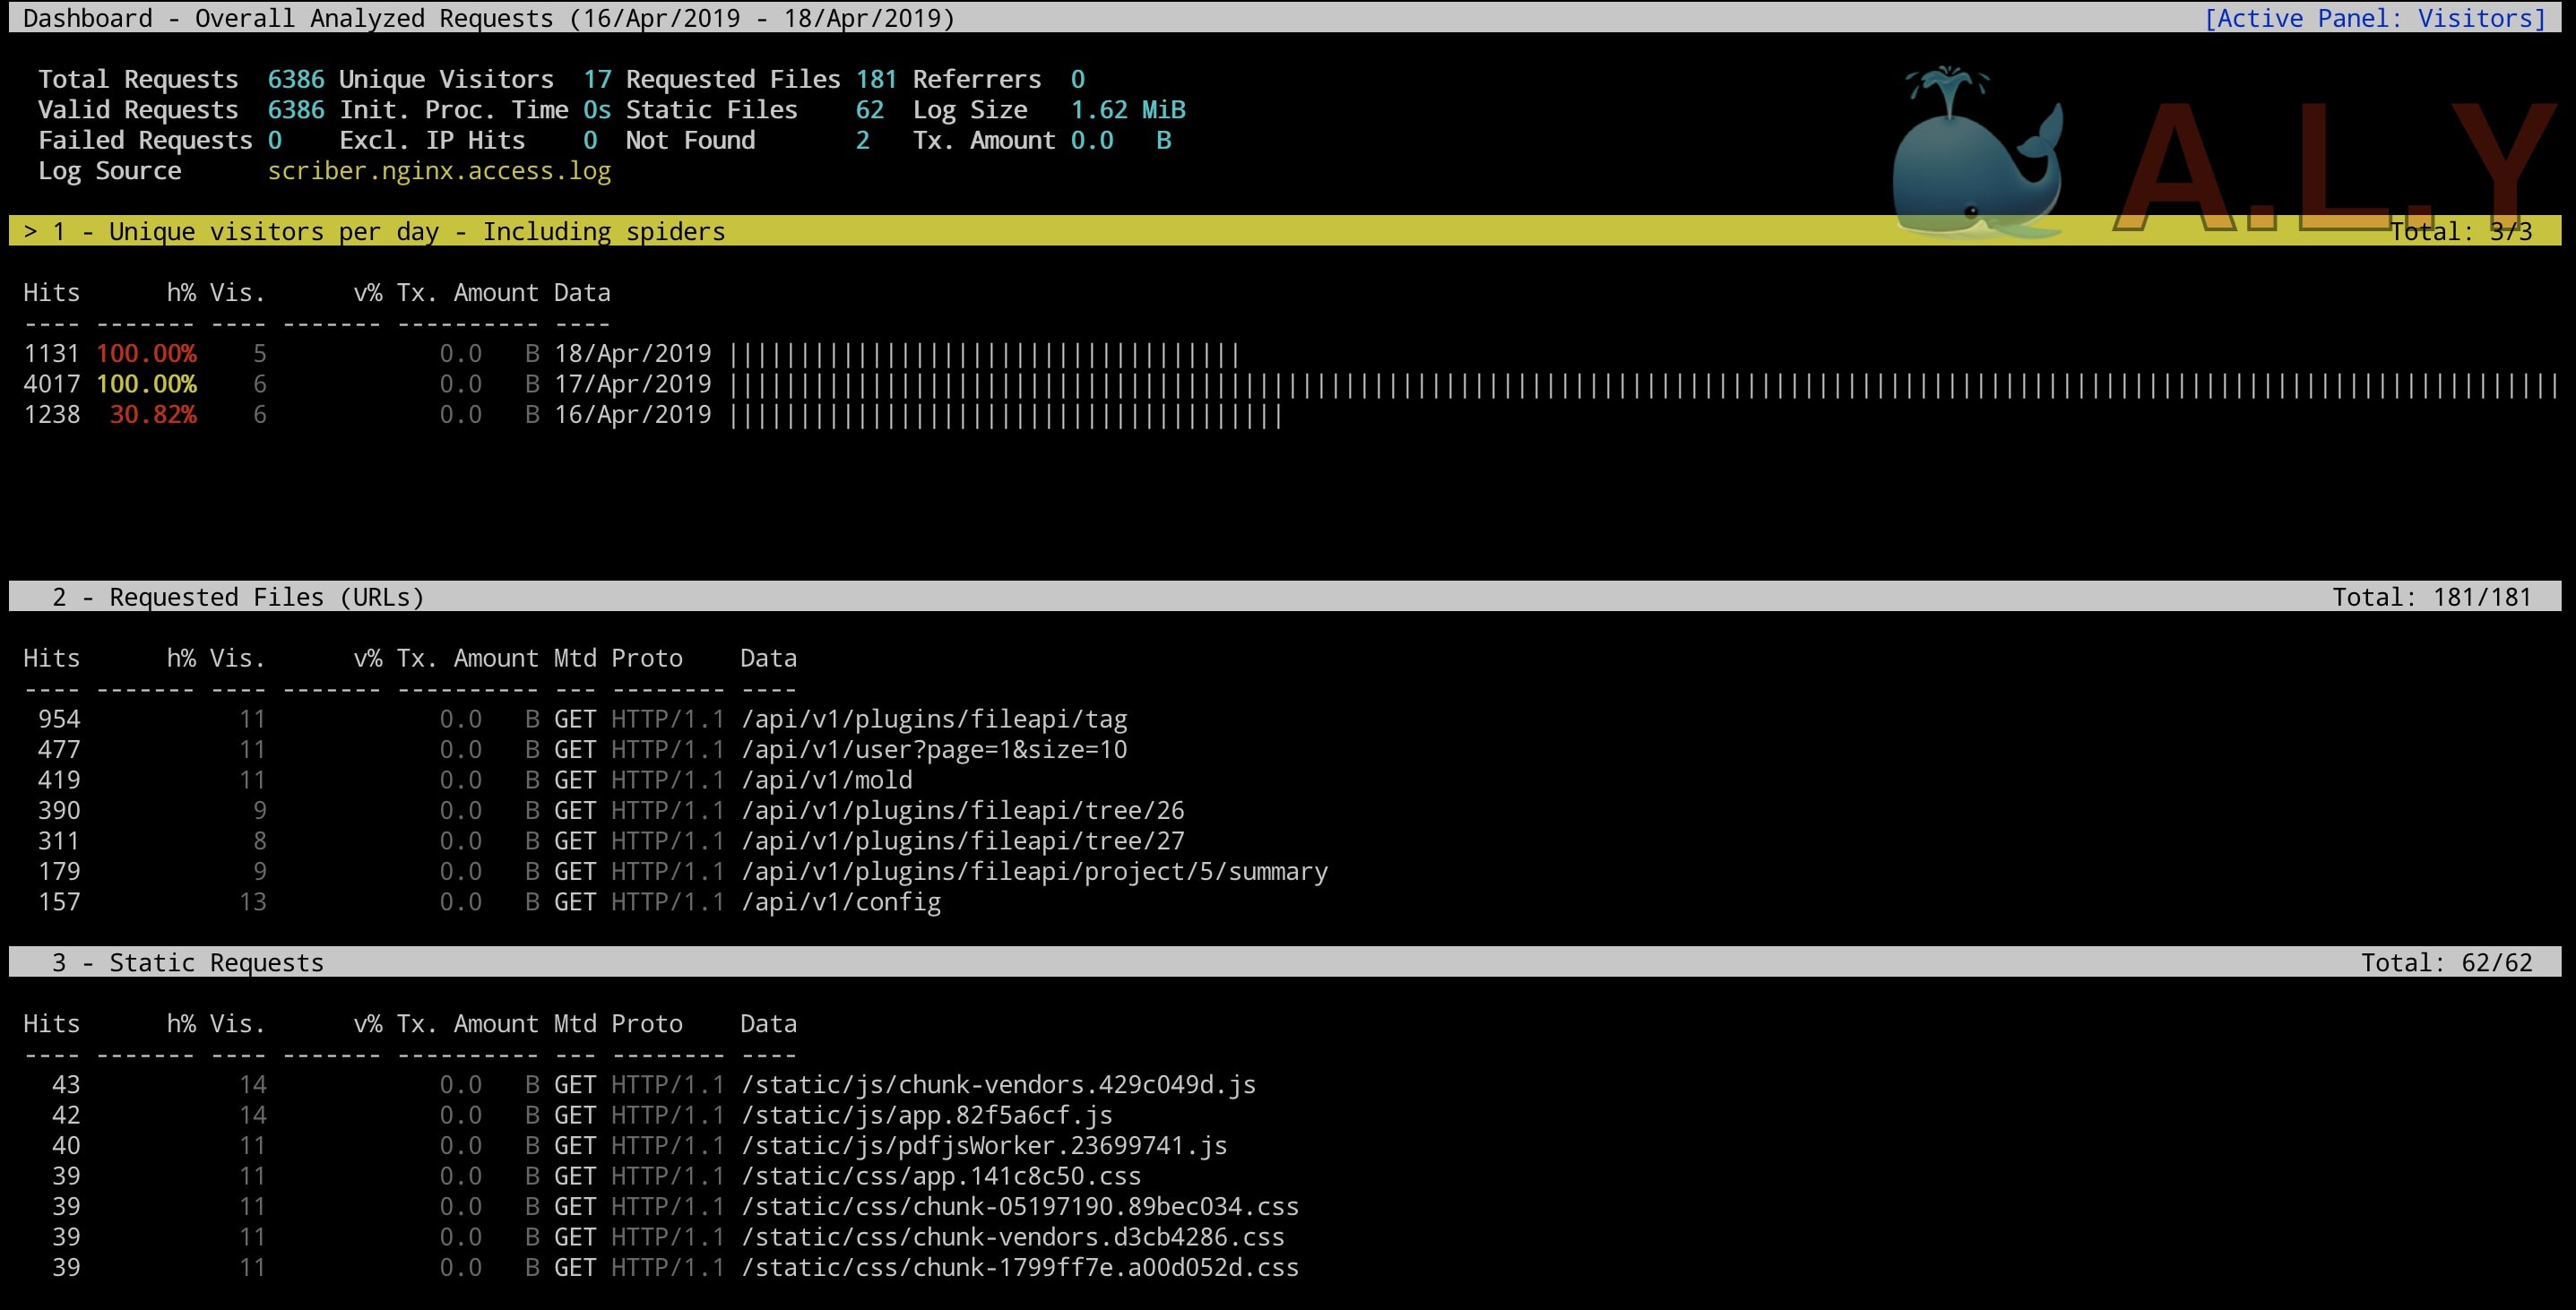 Dashboard - Overall Analyzed Requests (16/Apr/2019 - 18/Apr/2019) [Active Panel: Visitors]
Total Requests 6386 Unique Visitors 17 Requested Files 181 Referrers 0
Valid Requests 6386 Init. Proc. Time 0s Static Files 62 Log Size 1.62 MiB
Failed Requests 0 Excl. IP Hits 0 Not Found 2 Tx. Amount 0.0 B
Log Source scriber.nginx.access.log
A.L.Y
> 1 - Unique visitors per day - Including spiders Total: 3/3
Hits h% Vis. v% Tx. Amount Data
---- ------- ---- ------- ---------- ----
1131 100.00% 5 0.0 B 18/Apr/2019 ||||||||||||||||||||||||||||||||||||
4017 100.00% 6 0.0 B 17/Apr/2019 ||||||||||||||||||||||||||||||||||||||||||||||||||||||||||||||||||||||||||||||||||||||||||||||||||||||||||||||||||||||||||||||||
1238 30.82% 6 0.0 B 16/Apr/2019 |||||||||||||||||||||||||||||||||||||||
2 - Requested Files (URLs) Total: 181/181
Hits h% Vis. v% Tx. Amount Mtd Proto Data
---- ------- ---- ------- ---------- --- -------- ----
954 11 0.0 B GET HTTP/1.1 /api/v1/plugins/fileapi/tag
477 11 0.0 B GET HTTP/1.1 /api/v1/user?page=1&size=10
419 11 0.0 B GET HTTP/1.1 /api/v1/mold
390 9 0.0 B GET HTTP/1.1 /api/v1/plugins/fileapi/tree/26
311 8 0.0 B GET HTTP/1.1 /api/v1/plugins/fileapi/tree/27
179 9 0.0 B GET HTTP/1.1 /api/v1/plugins/fileapi/project/5/summary
157 13 0.0 B GET HTTP/1.1 /api/v1/config
3 - Static Requests Total: 62/62
Hits h% Vis. v% Tx. Amount Mtd Proto Data
---- ------- ---- ------- ---------- --- -------- ----
43 14 0.0 B GET HTTP/1.1 /static/js/chunk-vendors.429c049d.js
42 14 0.0 B GET HTTP/1.1 /static/js/app.82f5a6cf.js
40 11 0.0 B GET HTTP/1.1 /static/js/pdfjsWorker.23699741.js
39 11 0.0 B GET HTTP/1.1 /static/css/app.141c8c50.css
39 11 0.0 B GET HTTP/1.1 /static/css/chunk-05197190.89bec034.css
39 11 0.0 B GET HTTP/1.1 /static/css/chunk-vendors.d3cb4286.css
39 11 0.0 B GET HTTP/1.1 /static/css/chunk-1799ff7e.a00d052d.css